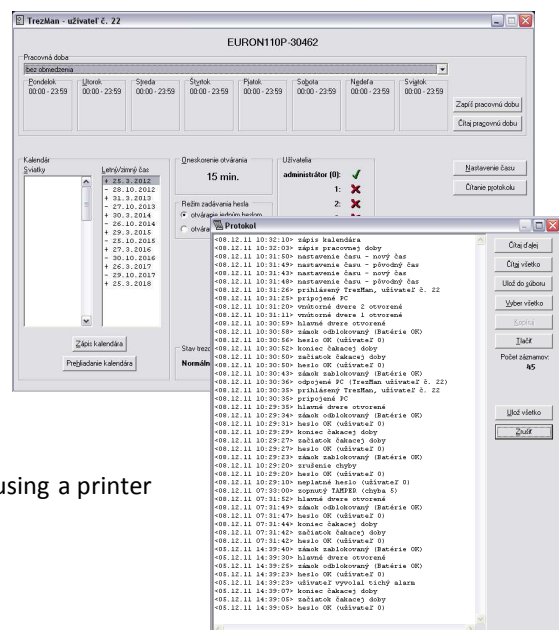 TrezMan - užívateľ č. 22
EURON110P-30462
Pracovná doba
bez obmedzenia
Pondelok Utorok Streda Štvrtok Piatok Sobota Nedeľa Sviatok
00:00 - 23:59 00:00 - 23:59 00:00 - 23:59 00:00 - 23:59 00:00 - 23:59 00:00 - 23:59 00:00 - 23:59 00:00 - 23:59
Zapíš pracovnú dobu
Čítaj pracovnú dobu
Kalendár
Sviatky
Letný/zimný čas
+ 25.3.2012
- 28.10.2012
+ 31.3.2013
- 27.10.2013
+ 30.3.2014
- 26.10.2014
+ 29.3.2015
- 25.10.2015
+ 27.3.2016
- 30.10.2016
+ 26.3.2017
- 29.10.2017
+ 25.3.2018
Zápis kalendára
Prehliadanie kalendára
Oneskorenie otvárania
15 min.
Režim zadávania hesla
otváranie jedným heslom
otvára
Stav trezo
Normáln
Užívatelia
administrátor (0):
1:
2:
Nastavenie času
Čítanie protokolu
Protokol
<08.12.11 10:32:10> zápis kalendára
<08.12.11 10:32:03> zápis pracovnej doby
<08.12.11 10:31:50> nastavenie času - nový čas
<08.12.11 10:31:49> nastavenie času - pôvodný čas
<08.12.11 10:31:43> nastavenie času - nový čas
<08.12.11 10:31:48> nastavenie času - pôvodný čas
<08.12.11 10:31:26> prihlásený TrezMan, užívateľ č. 22
<08.12.11 10:31:25> pripojené PC
<08.12.11 10:31:20> vnútorné dvere 2 otvorené
<08.12.11 10:31:11> vnútorné dvere 1 otvorené
<08.12.11 10:30:59> hlavné dvere otvorené
<08.12.11 10:30:58> zámok odblokovaný (Batérie OK)
<08.12.11 10:30:56> heslo OK (užívateľ 0)
<08.12.11 10:30:52> koniec čakacej doby
<08.12.11 10:30:50> začiatok čakacej doby
<08.12.11 10:30:50> heslo OK (užívateľ 0)
<08.12.11 10:30:43> zámok zablokovaný (Batérie OK)
<08.12.11 10:30:36> odpojené PC (TrezMan užívateľ č. 22)
<08.12.11 10:30:35> prihlásený TrezMan, užívateľ č. 22
<08.12.11 10:30:35> pripojené PC
<08.12.11 10:29:35> hlavné dvere otvorené
<08.12.11 10:29:34> zámok odblokovaný (Batérie OK)
<08.12.11 10:29:31> heslo OK (užívateľ 0)
<08.12.11 10:29:29> koniec čakacej doby
<08.12.11 10:29:27> začiatok čakacej doby
<08.12.11 10:29:27> heslo OK (užívateľ 0)
<08.12.11 10:29:23> zámok zablokovaný (Batérie OK)
<08.12.11 10:29:20> zrušenie chyby
<08.12.11 10:29:20> heslo OK (užívateľ 0)
<08.12.11 10:29:10> neplatné heslo (užívateľ 0)
<08.12.11 07:33:00> zopnutý TAMPER (chyba 5)
<08.12.11 07:31:52> hlavné dvere otvorené
<08.12.11 07:31:49> zámok odblokovaný (Batérie OK)
<08.12.11 07:31:47> heslo OK (užívateľ 0)
<08.12.11 07:31:44> koniec čakacej doby
<08.12.11 07:31:42> začiatok čakacej doby
<08.12.11 07:31:42> heslo OK (užívateľ 0)
<05.12.11 14:39:40> zámok zablokovaný (Batérie OK)
<05.12.11 14:39:30> hlavné dvere otvorené
<05.12.11 14:39:25> zámok odblokovaný (Batérie OK)
<05.12.11 14:39:23> heslo OK (užívateľ 0)
<05.12.11 14:39:23> užívateľ vyvolal tichý alarm
<05.12.11 14:39:07> koniec čakacej doby
<05.12.11 14:39:05> začiatok čakacej doby
<05.12.11 14:39:05> heslo OK (užívateľ 0)
Čítaj ďalej
Čítaj všetko
Ulož do súboru
Vyber všetko
Kopíruj
Tlačiť
Počet záznamov:
45
Ulož všetko
Zrušiť
using a printer